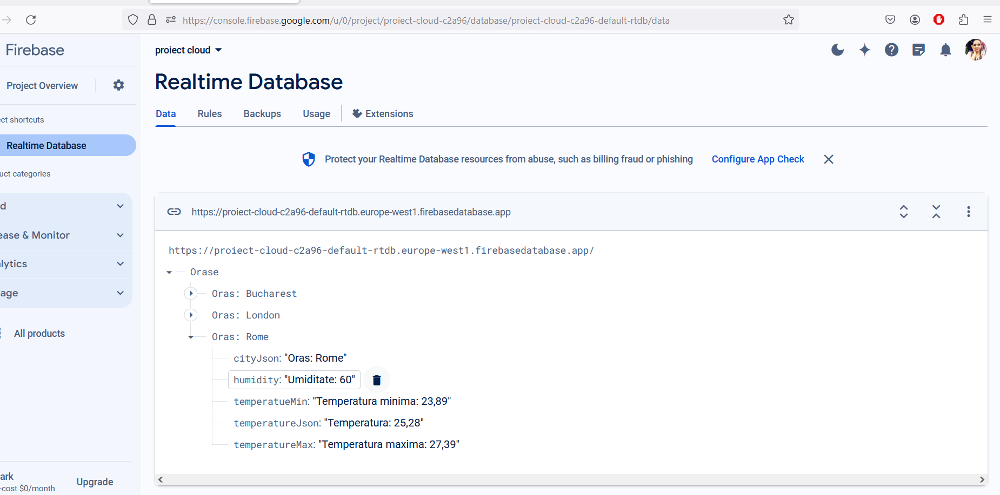 https://console.firebase.google.com/u/0/project/proiect-cloud-c2a96/database/proiect-cloud-c2a96-default-rtdb/data
Firebase
proiect cloud
Project Overview
Realtime Database
ct shortcuts
Data Rules Backups Usage Extensions
Realtime Database
Protect your Realtime Database resources from abuse, such as billing fraud or phishing Configure App Check
uct categories
d
https://proiect-cloud-c2a96-default-rtdb.europe-west1.firebasedatabase.app
ease & Monitor
https://proiect-cloud-c2a96-default-rtdb.europe-west1.firebasedatabase.app/
lytics
Orase
age
Oras: Bucharest
Oras: London
All products
Oras: Rome
cityJson: "Oras: Rome"
humidity: "Umiditate: 60"
temperatueMin: "Temperatura minima: 23,89"
temperatureJson: "Temperatura: 25,28"
temperatureMax: "Temperatura maxima: 27,39"
ark
-cost $0/month
Upgrade